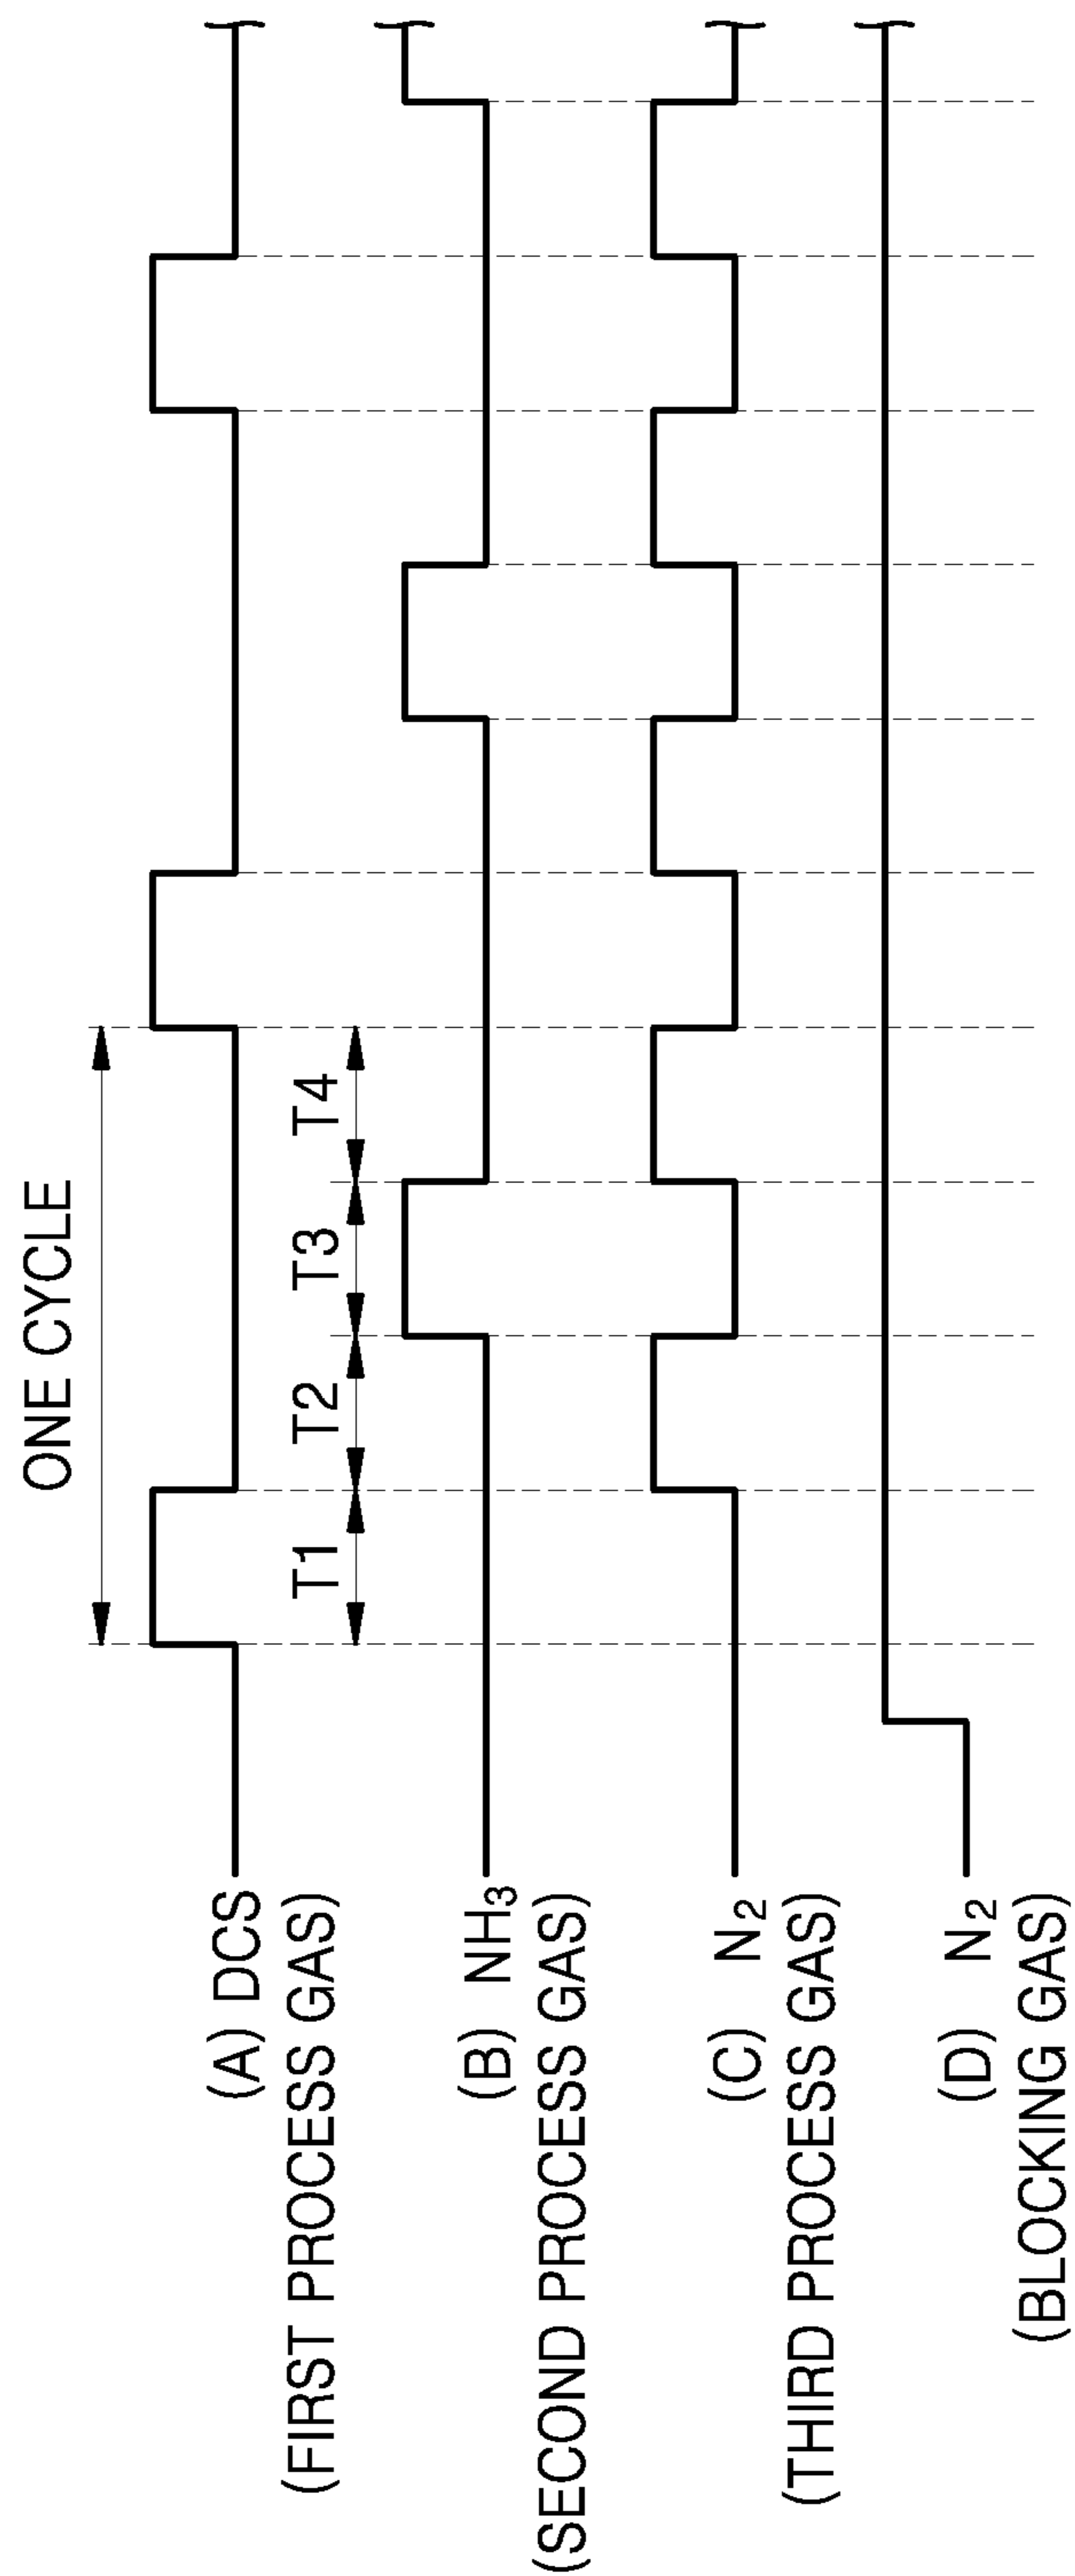 ONE CYCLE
T1 T2 T3 T4
(A) DCS
(FIRST PROCESS GAS)
(B) NH₃
(SECOND PROCESS GAS)
(C) N₂
(THIRD PROCESS GAS)
(D) N₂
(BLOCKING GAS)